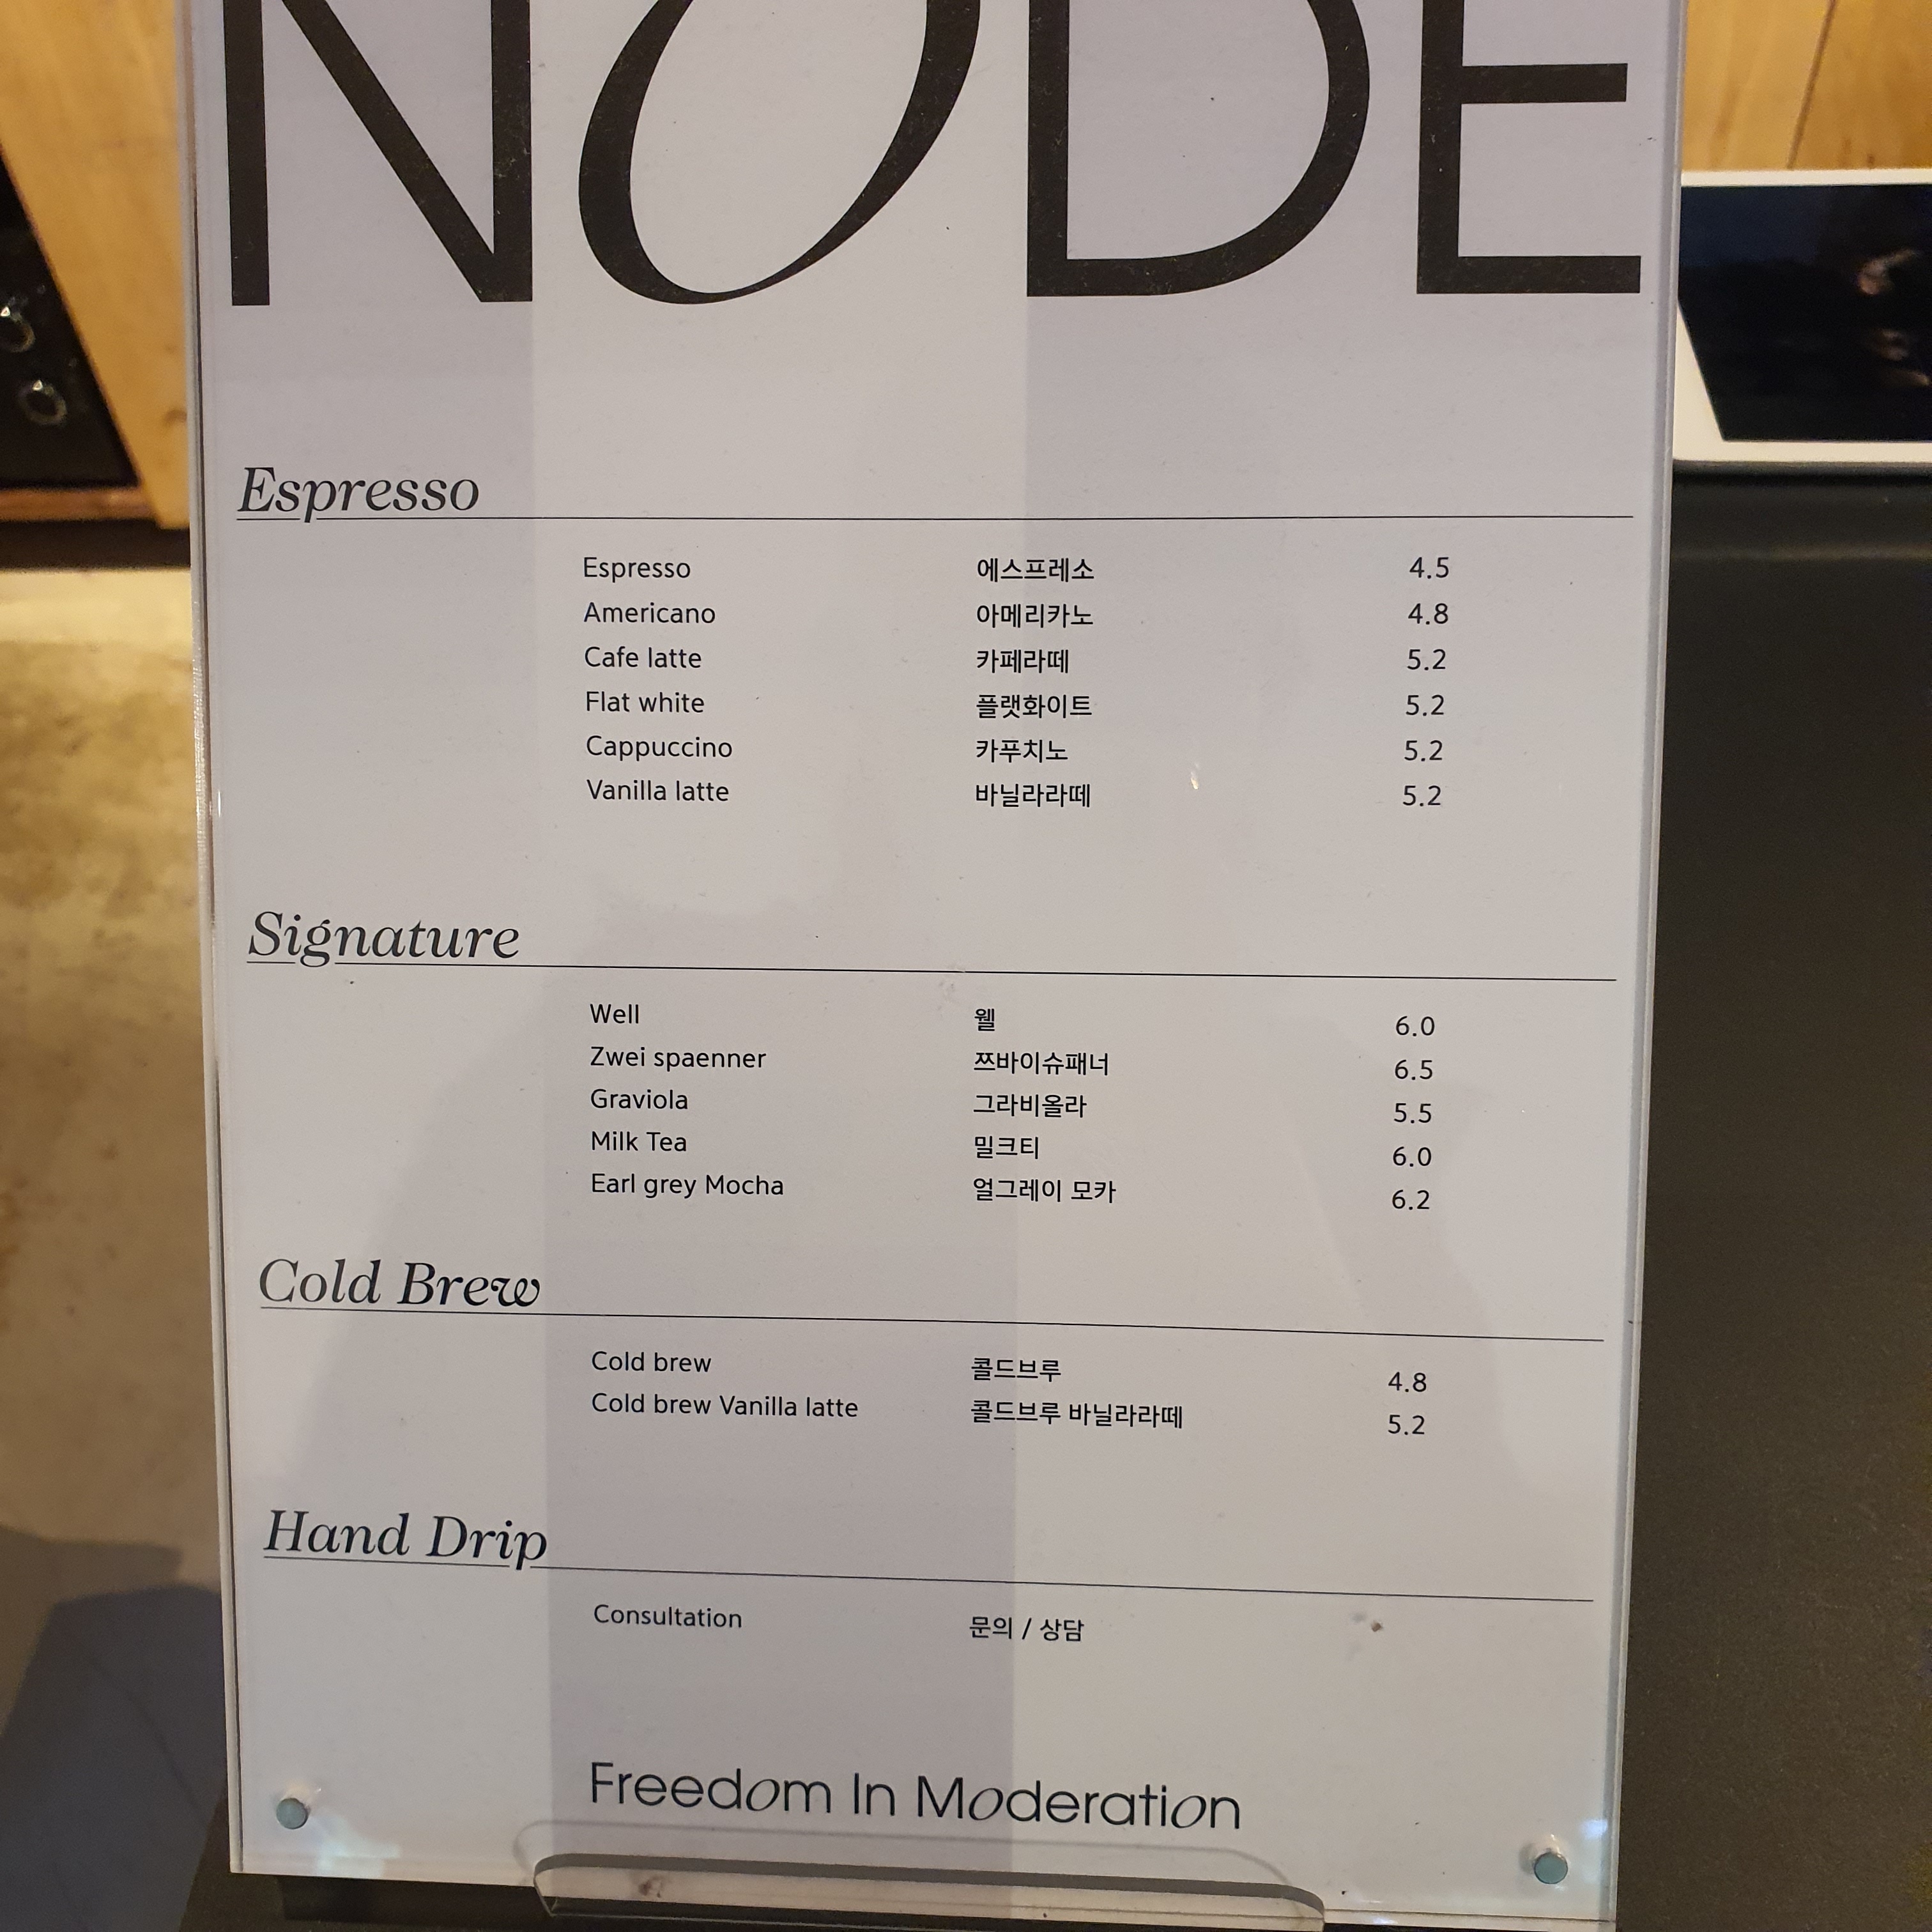 NODE
Espresso
Espresso 에스프레소 4.5
Americano 아메리카노 4.8
Cafe latte 카페라떼 5.2
Flat white 플랫화이트 5.2
Cappuccino 카푸치노 5.2
Vanilla latte 바닐라라떼 5.2
Signature
Well 웰 6.0
Zwei spaenner 쯔바이슈패너 6.5
Graviola 그라비올라 5.5
Milk Tea 밀크티 6.0
Earl grey Mocha 얼그레이 모카 6.2
Cold Brew
Cold brew 콜드브루 4.8
Cold brew Vanilla latte 콜드브루 바닐라라떼 5.2
Hand Drip
Consultation 문의 / 상담
Freedom In Moderation